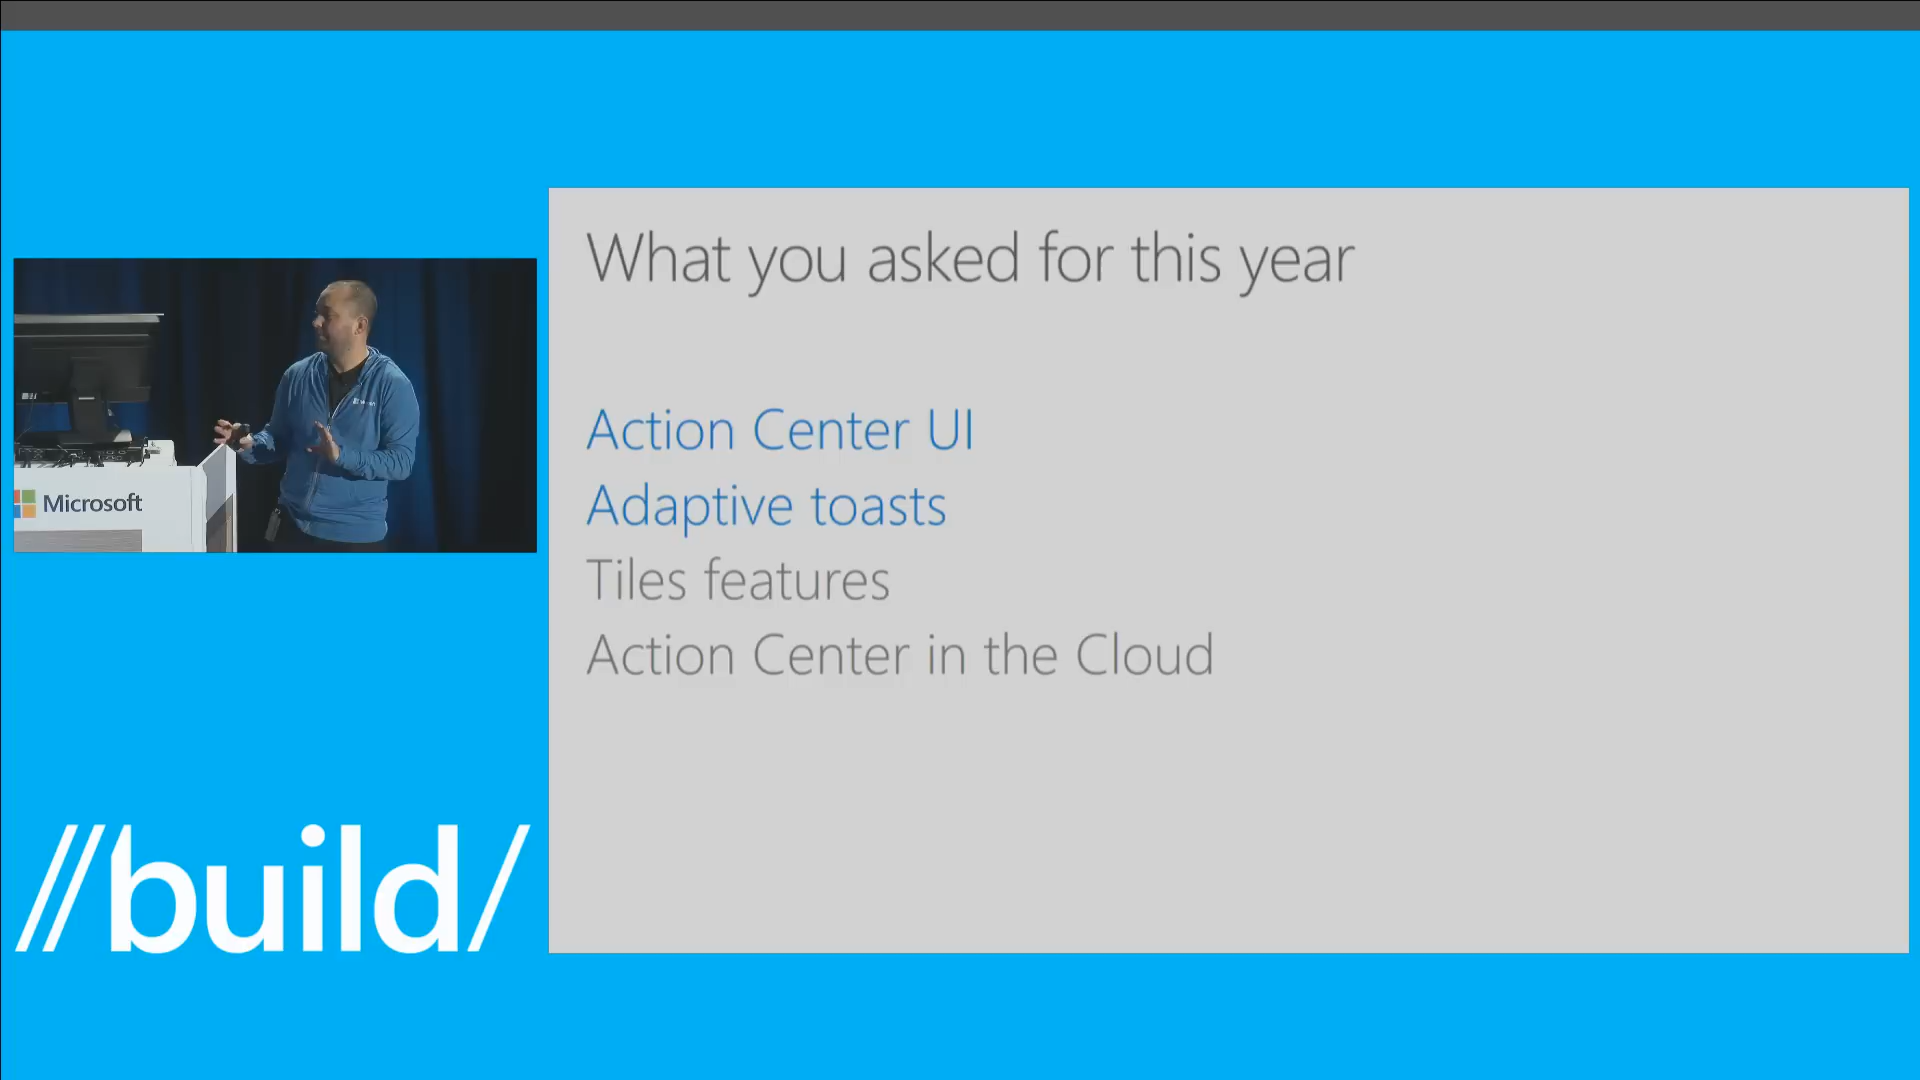 What you asked for this year
Action Center UI
Adaptive toasts
Tiles features
Action Center in the Cloud
Microsoft
//build/